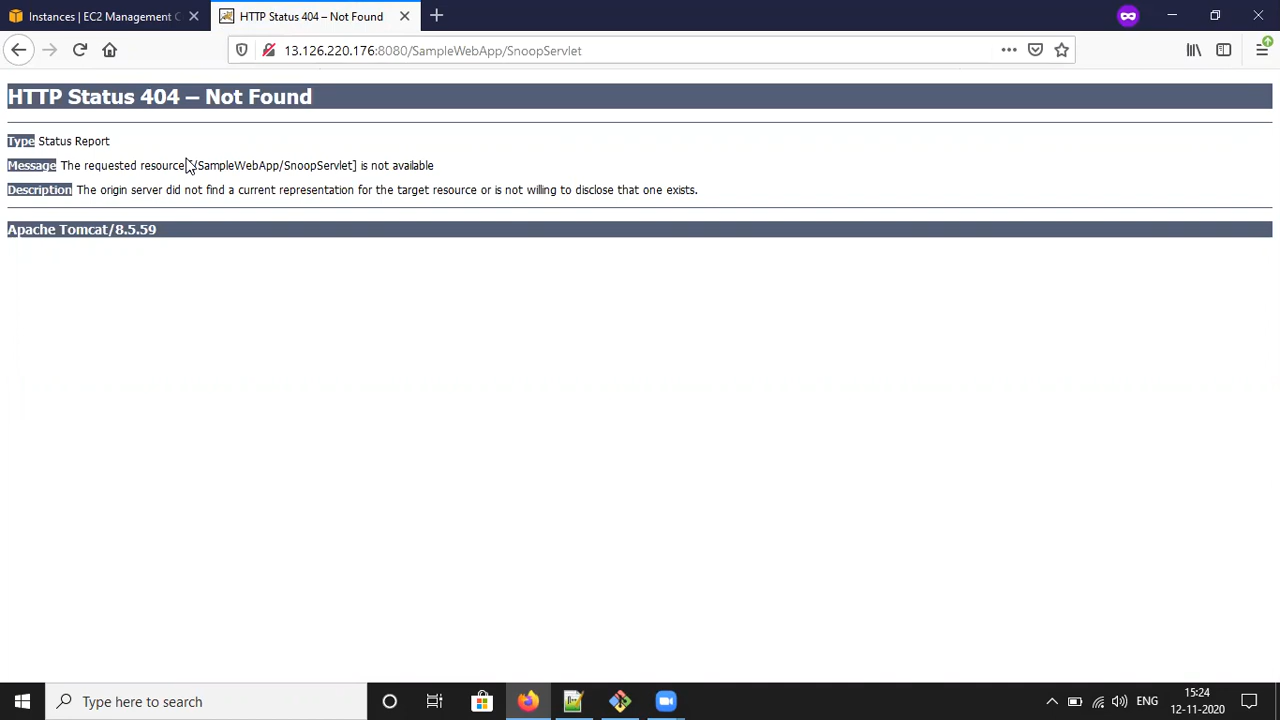 Instances | EC2 Management C
HTTP Status 404 – Not Found
13.126.220.176:8080/SampleWebApp/SnoopServlet
HTTP Status 404 – Not Found
Type Status Report
Message The requested resource [/SampleWebApp/SnoopServlet] is not available
Description The origin server did not find a current representation for the target resource or is not willing to disclose that one exists.
Apache Tomcat/8.5.59
Type here to search
ENG
15:24
12-11-2020